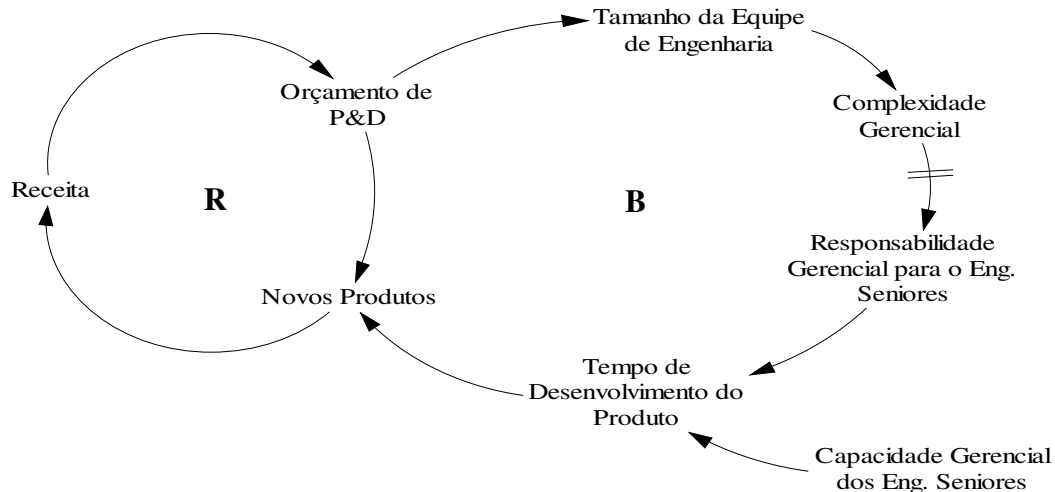 Tamanho da Equipe
de Engenharia
Orçamento de
P&D
Complexidade
Gerencial
Receita
R
B
Responsabilidade
Gerencial para o Eng.
Seniores
Novos Produtos
Tempo de
Desenvolvimento do
Produto
Capacidade Gerencial
dos Eng. Seniores